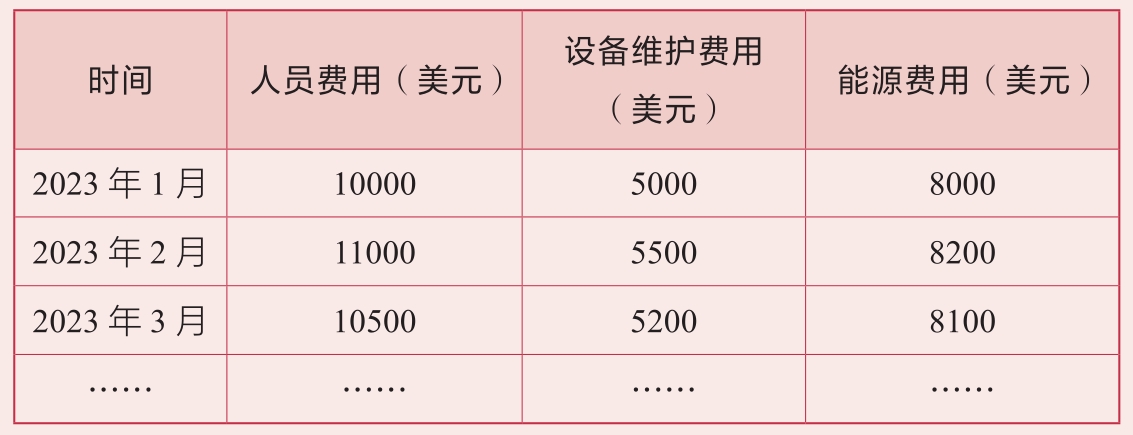 时间 人员费用（美元） 设备维护费用（美元） 能源费用（美元）
2023 年 1 月 10000 5000 8000
2023 年 2 月 11000 5500 8200
2023 年 3 月 10500 5200 8100
…… …… …… ……